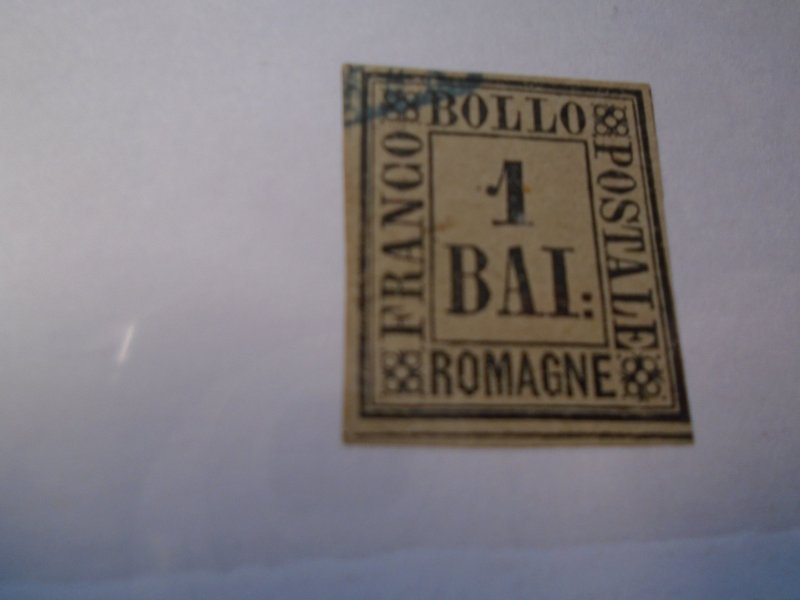 BOLLO
FRANCO
POSTALE
1
BAI:
ROMAGNE